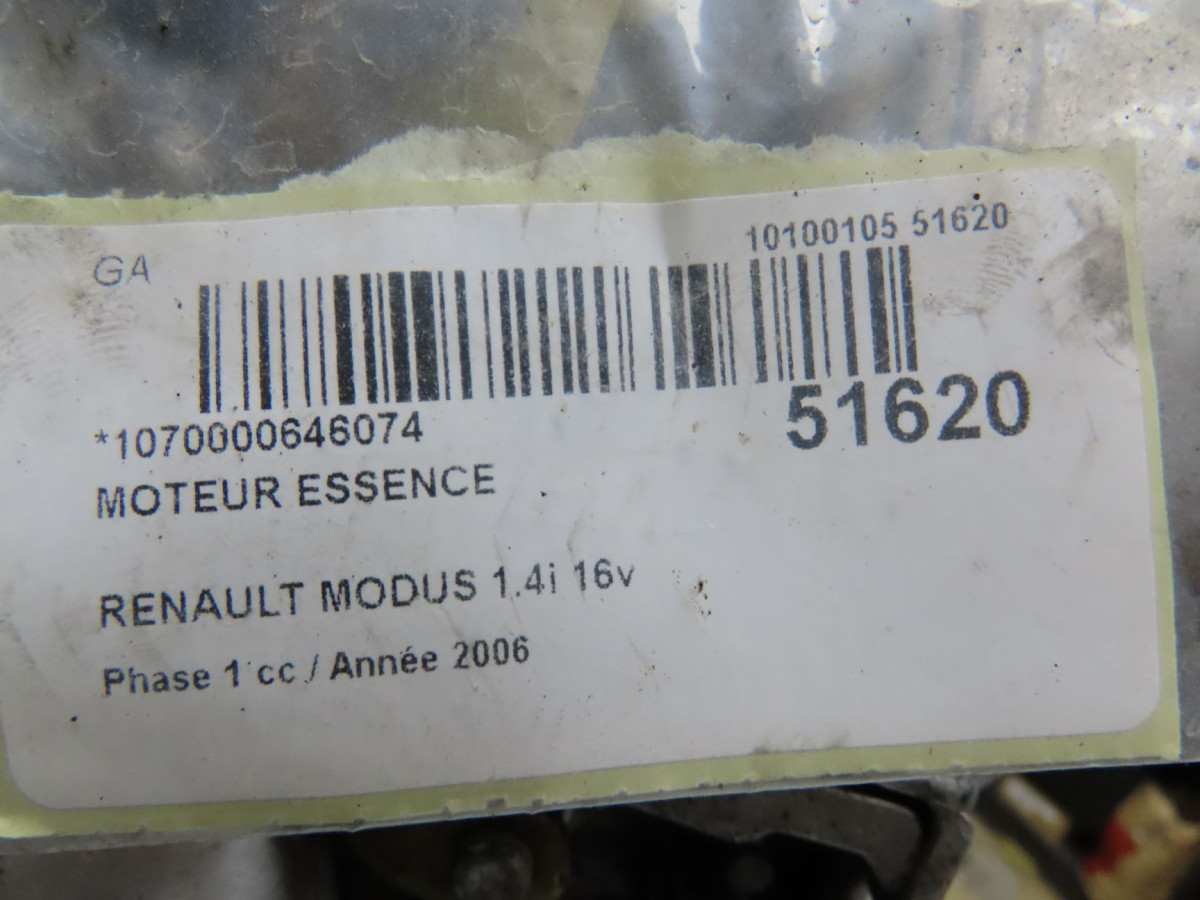 GA
10100105 51620
*1070000646074
51620
MOTEUR ESSENCE
RENAULT MODUS 1.4i 16v
Phase 1 cc / Année 2006